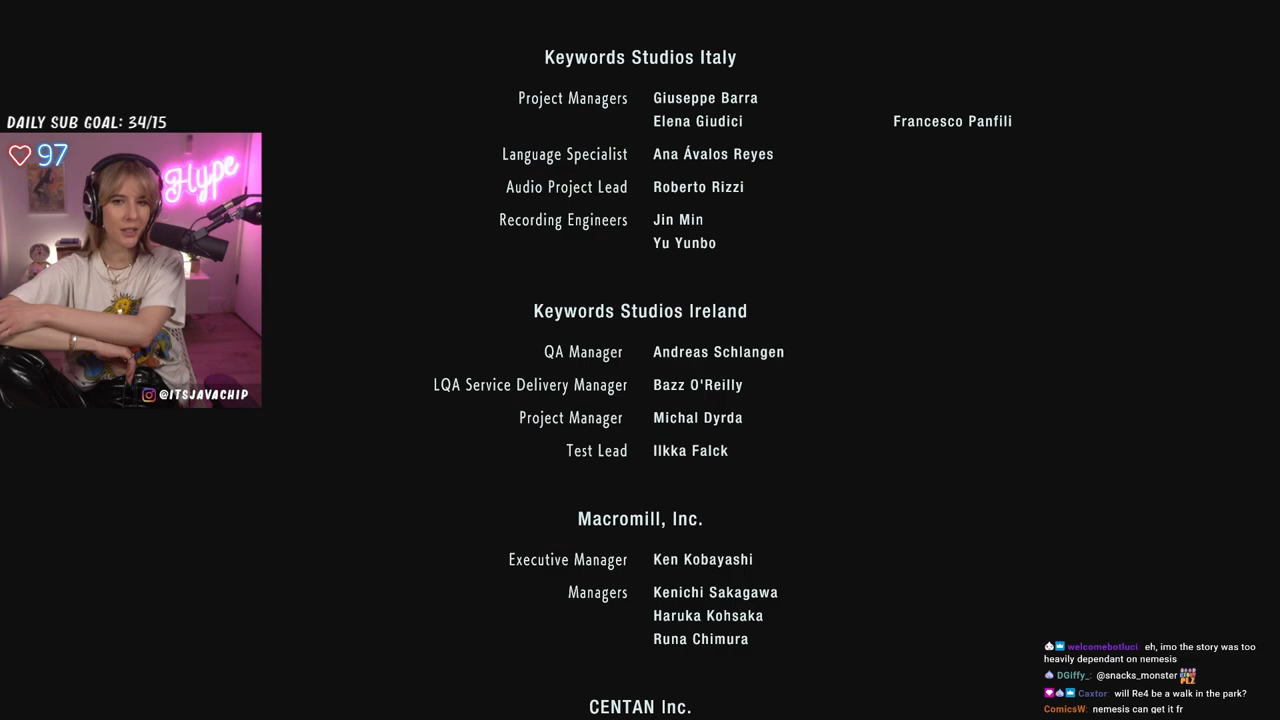 Keywords Studios Italy
Project Managers Giuseppe Barra
Elena Giudici Francesco Panfili
Language Specialist Ana Ávalos Reyes
Audio Project Lead Roberto Rizzi
Recording Engineers Jin Min
Yu Yunbo
Keywords Studios Ireland
QA Manager Andreas Schlangen
LQA Service Delivery Manager Bazz O'Reilly
Project Manager Michal Dyrda
Test Lead Ilkka Falck
Macromill, Inc.
Executive Manager Ken Kobayashi
Managers Kenichi Sakagawa
Haruka Kohsaka
Runa Chimura
CENTAN Inc.
DAILY SUB GOAL: 34/15
97
Hype
@ITSJAVACHIP
welcomebotluci eh, imo the story was too
heavily dependant on nemesis
DGiffy_: @snacks_monster
Caxtor: will Re4 be a walk in the park?
ComicsW: nemesis can get it fr